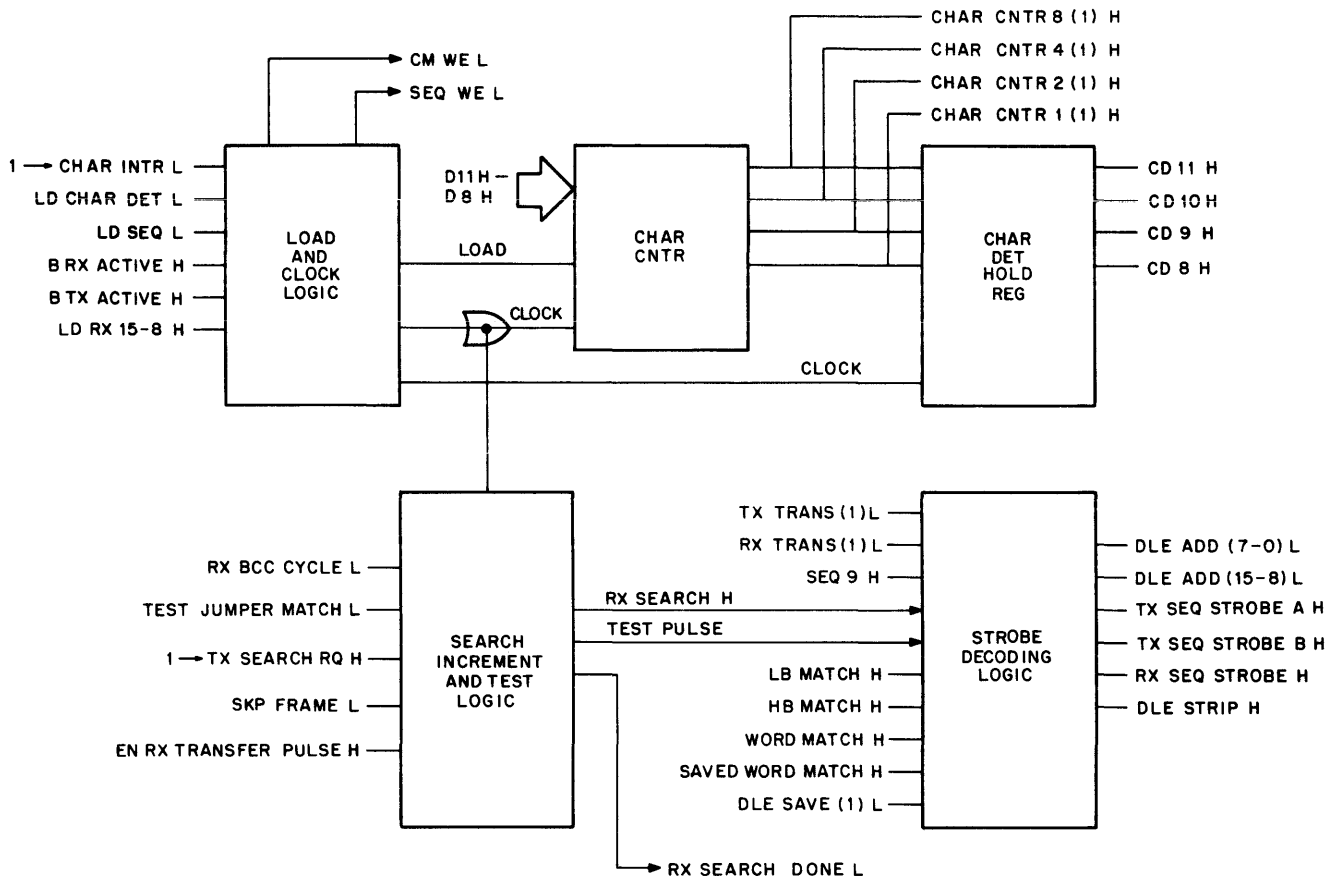 CHAR CNTR 8 (1) H
CHAR CNTR 4 (1) H
CHAR CNTR 2 (1) H
CHAR CNTR 1 (1) H
CM WE L
SEQ WE L
1 → CHAR INTR L
LD CHAR DET L
LD SEQ L
B RX ACTIVE H
B TX ACTIVE H
LD RX 15-8 H
LOAD
AND
CLOCK
LOGIC
D11 H –
D 8 H
LOAD
CLOCK
CHAR
CNTR
CLOCK
CHAR
DET
HOLD
REG
CD 11 H
CD 10 H
CD 9 H
CD 8 H
RX BCC CYCLE L
TEST JUMPER MATCH L
1 → TX SEARCH RQ H
SKP FRAME L
EN RX TRANSFER PULSE H
SEARCH
INCREMENT
AND TEST
LOGIC
RX SEARCH H
TEST PULSE
RX SEARCH DONE L
TX TRANS (1) L
RX TRANS (1) L
SEQ 9 H
LB MATCH H
HB MATCH H
WORD MATCH H
SAVED WORD MATCH H
DLE SAVE (1) L
STROBE
DECODING
LOGIC
DLE ADD (7-0) L
DLE ADD (15-8) L
TX SEQ STROBE A H
TX SEQ STROBE B H
RX SEQ STROBE H
DLE STRIP H